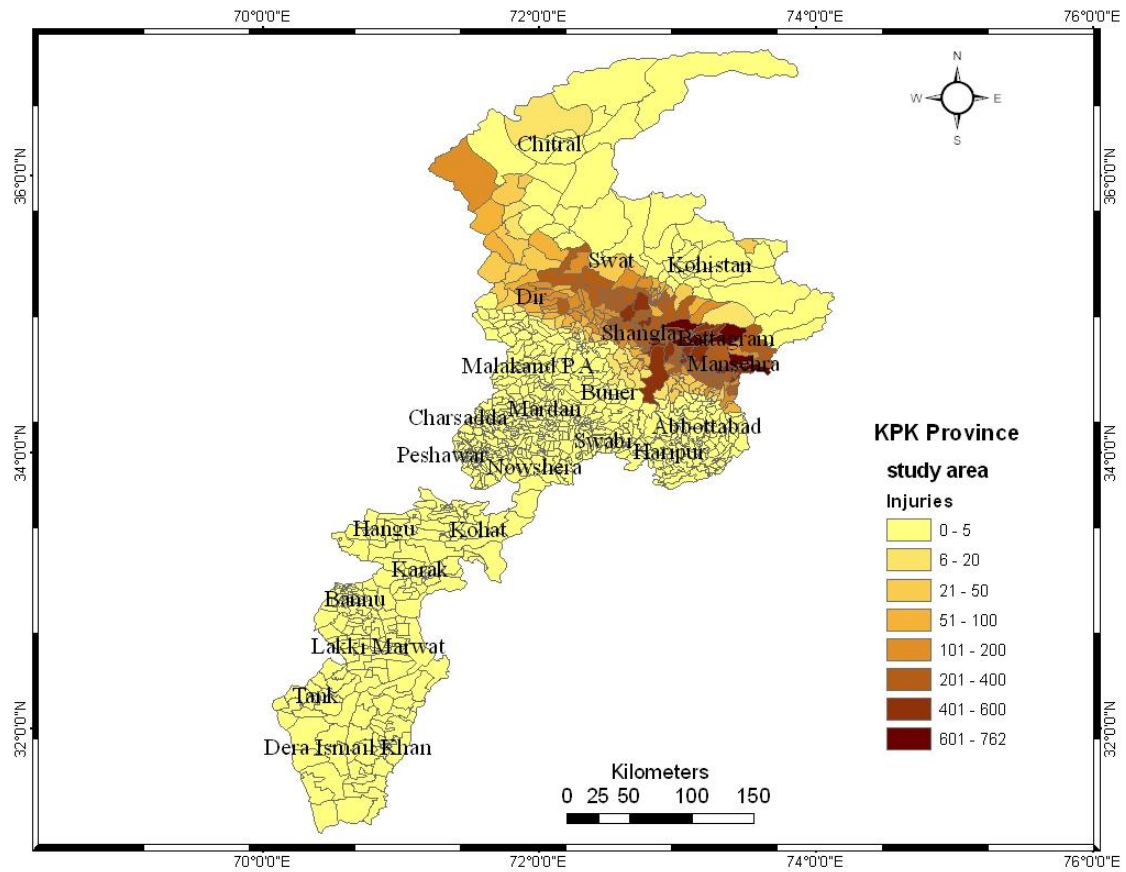 70°0'0"E 72°0'0"E 74°0'0"E 76°0'0"E
N
W E
S
36°0'0"N 36°0'0"N
Chitral
Swat
Kohistan
Dir
Shangla
Battagram
Malakand P.A.
Mansehra
Buner
Charsadda
Mardan
Abbottabad
Swabi
Peshawar
Haripur
Nowshera
34°0'0"N 34°0'0"N
KPK Province
study area
Injuries
0 - 5
6 - 20
21 - 50
51 - 100
101 - 200
201 - 400
401 - 600
601 - 762
Hangu
Kohat
Karak
Bannu
Lakki Marwat
Tank
Dera Ismail Khan
32°0'0"N 32°0'0"N
Kilometers
0 25 50 100 150
70°0'0"E 72°0'0"E 74°0'0"E 76°0'0"E